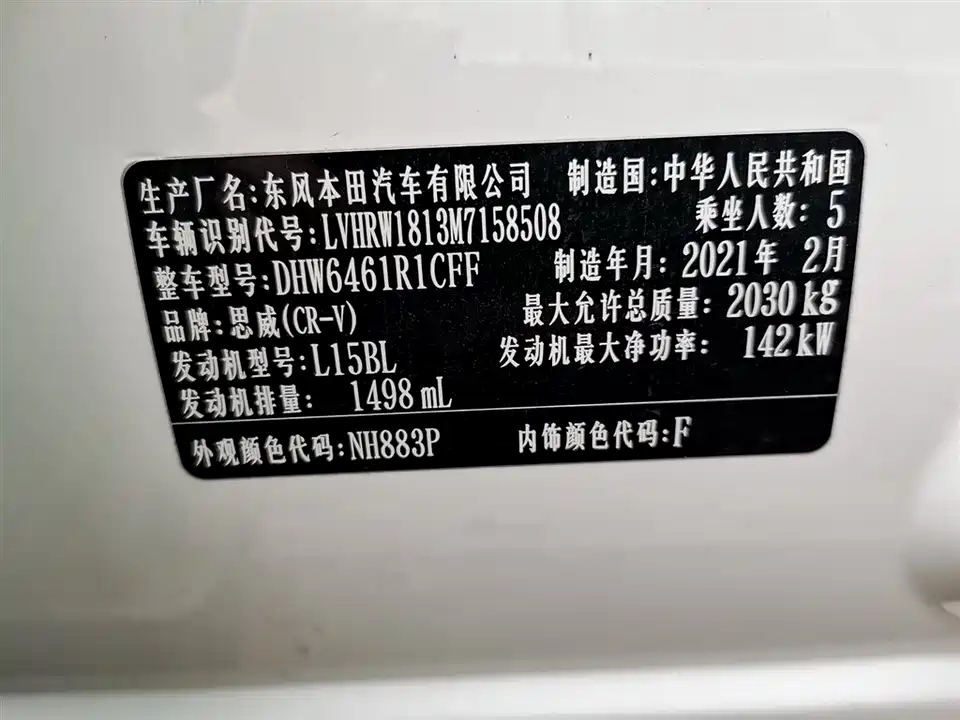 生产厂名:东风本田汽车有限公司 制造国:中华人民共和国
车辆识别代号:LVHRW1813M7158508 乘坐人数:5
整车型号:DHW6461R1CFF 制造年月:2021年 2月
品牌:思威(CR-V) 最大允许总质量:2030kg
发动机型号:L15BL 发动机最大净功率: 142kW
发动机排量: 1498mL
外观颜色代码:NH883P 内饰颜色代码:F